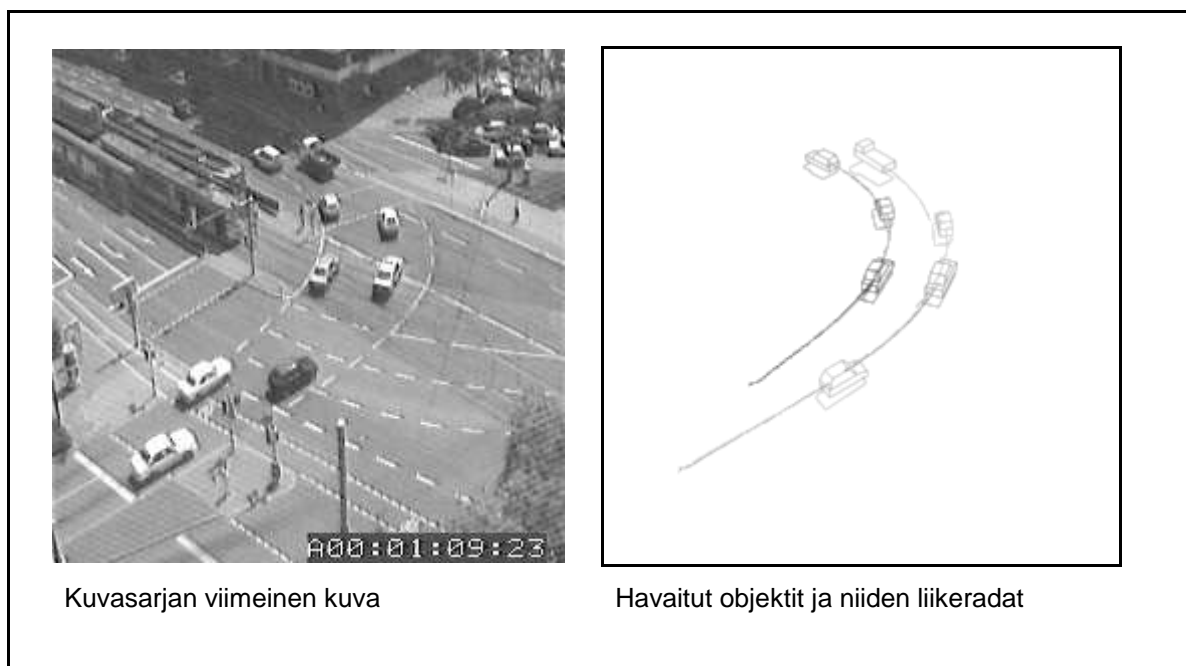 A00:01:09:23
Kuvasarjan viimeinen kuva
Havaitut objektit ja niiden liikeradat